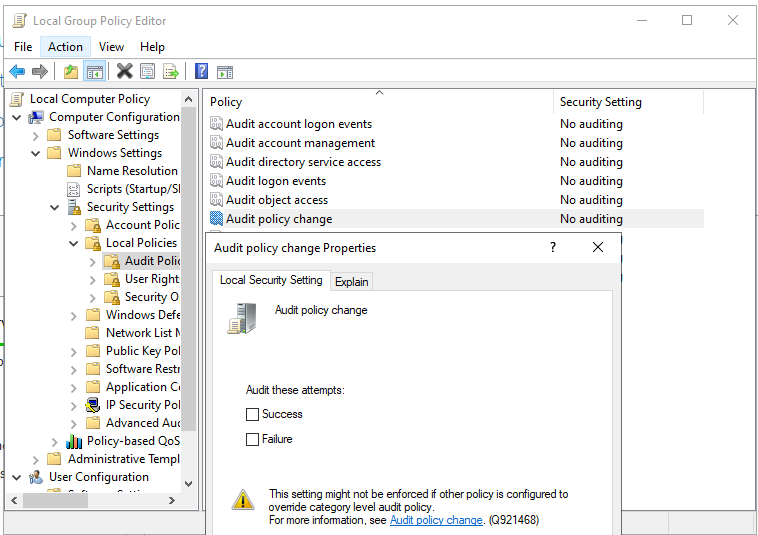 Local Group Policy Editor
File Action View Help
Local Computer Policy
Computer Configuration
Software Settings
Windows Settings
Name Resolution
Scripts (Startup/Sl
Security Settings
Account Polic
Local Policies
Audit Polic
User Right
Security O
Windows Defe
Network List M
Public Key Pol
Software Restr
Application Co
IP Security Pol
Advanced Aud
Policy-based QoS
Administrative Templ
User Configuration
Policy Security Setting
Audit account logon events No auditing
Audit account management No auditing
Audit directory service access No auditing
Audit logon events No auditing
Audit object access No auditing
Audit policy change No auditing
Audit policy change Properties ?
Local Security Setting Explain
Audit policy change
Audit these attempts:
Success
Failure
This setting might not be enforced if other policy is configured to
override category level audit policy.
For more information, see Audit policy change. (Q921468)